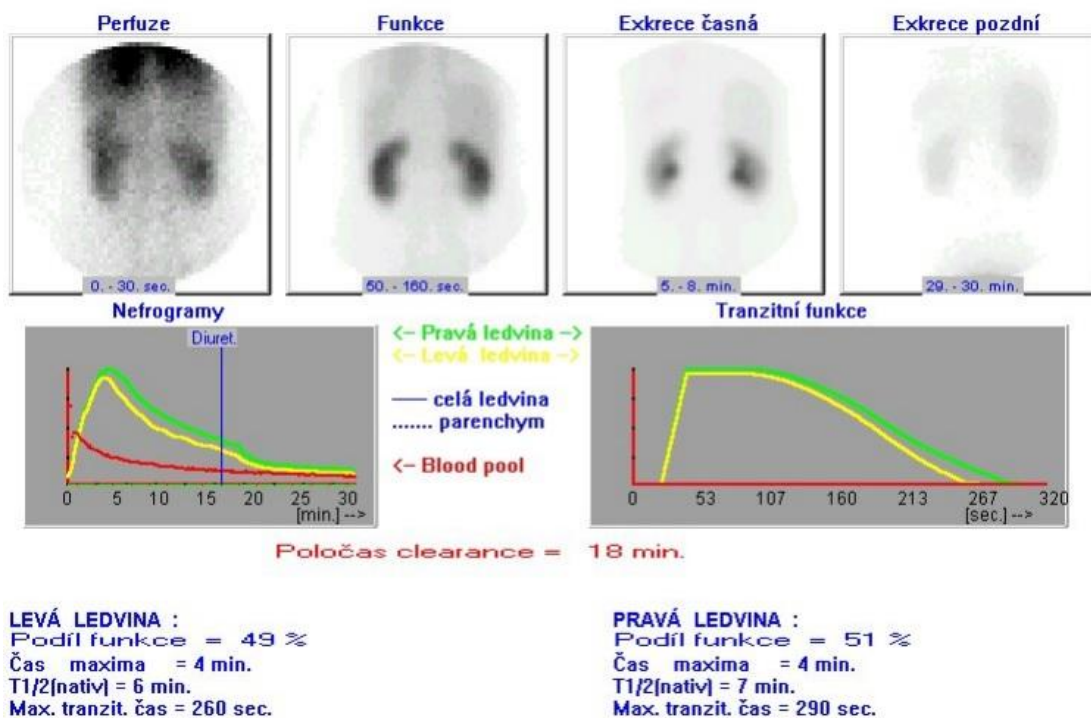 Perfuze
Funkce
Exkrece časná
Exkrece pozdní
0. - 30. sec.
50. - 160. sec.
5. - 8. min.
29. - 30. min.
Nefrogramy
Tranzitní funkce
Diuret.
<- Pravá ledvina ->
<- Levá ledvina ->
—— celá ledvina
....... parenchym
<- Blood pool
0 5 10 15 20 25 30
[min.] -->
0 53 107 160 213 267 320
[sec.] -->
Poločas clearance = 18 min.
LEVÁ LEDVINA :
Podíl funkce = 49 %
Čas maxima = 4 min.
T1/2(nativ) = 6 min.
Max. tranzit. čas = 260 sec.
PRAVÁ LEDVINA :
Podíl funkce = 51 %
Čas maxima = 4 min.
T1/2(nativ) = 7 min.
Max. tranzit. čas = 290 sec.